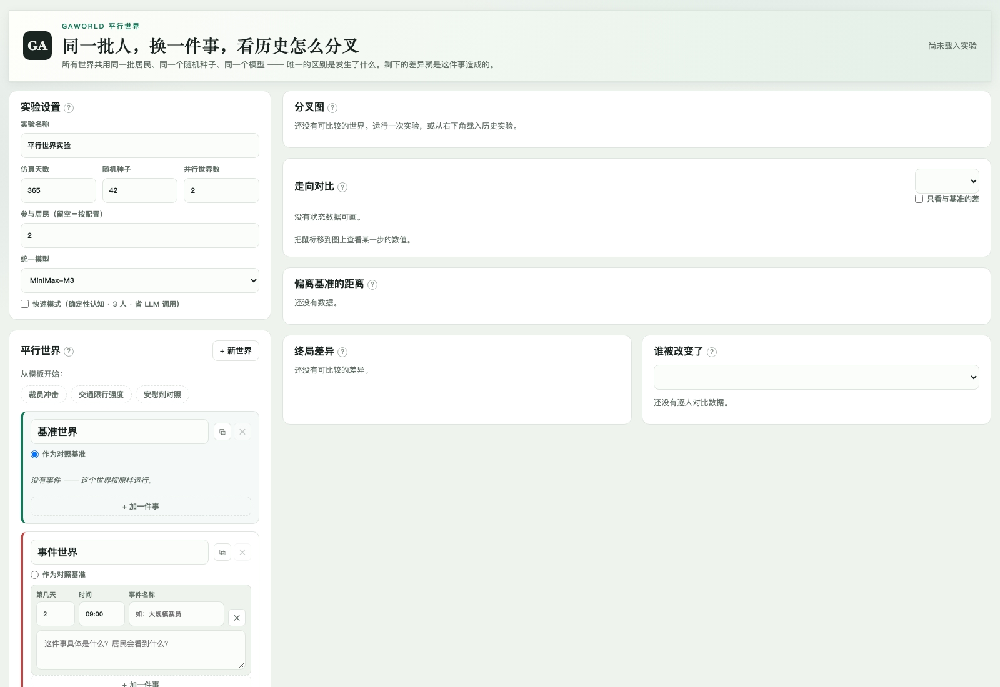 GAWORLD 平行世界
GA
同一批人，换一件事，看历史怎么分叉
所有世界共用同一批居民、同一个随机种子、同一个模型 —— 唯一的区别是发生了什么。剩下的差异就是这件事造成的。
尚未载入实验
实验设置 ?
实验名称
平行世界实验
仿真天数 随机种子 并行世界数
365 42 2
参与居民（留空＝按配置）
2
统一模型
MiniMax-M3
快速模式（确定性认知 · 3 人 · 省 LLM 调用）
平行世界 ?
+ 新世界
从模板开始：
裁员冲击 交通限行强度 安慰剂对照
基准世界
作为对照基准
没有事件 —— 这个世界按原样运行。
+ 加一件事
事件世界
作为对照基准
第几天 时间 事件名称
2 09:00 如：大规模裁员
这件事具体是什么？居民会看到什么？
+ 加一件事
分叉图 ?
还没有可比较的世界。运行一次实验，或从右下角载入历史实验。
走向对比 ?
只看与基准的差
没有状态数据可画。
把鼠标移到图上查看某一步的数值。
偏离基准的距离 ?
还没有数据。
终局差异 ?
还没有可比较的差异。
谁被改变了 ?
还没有逐人对比数据。